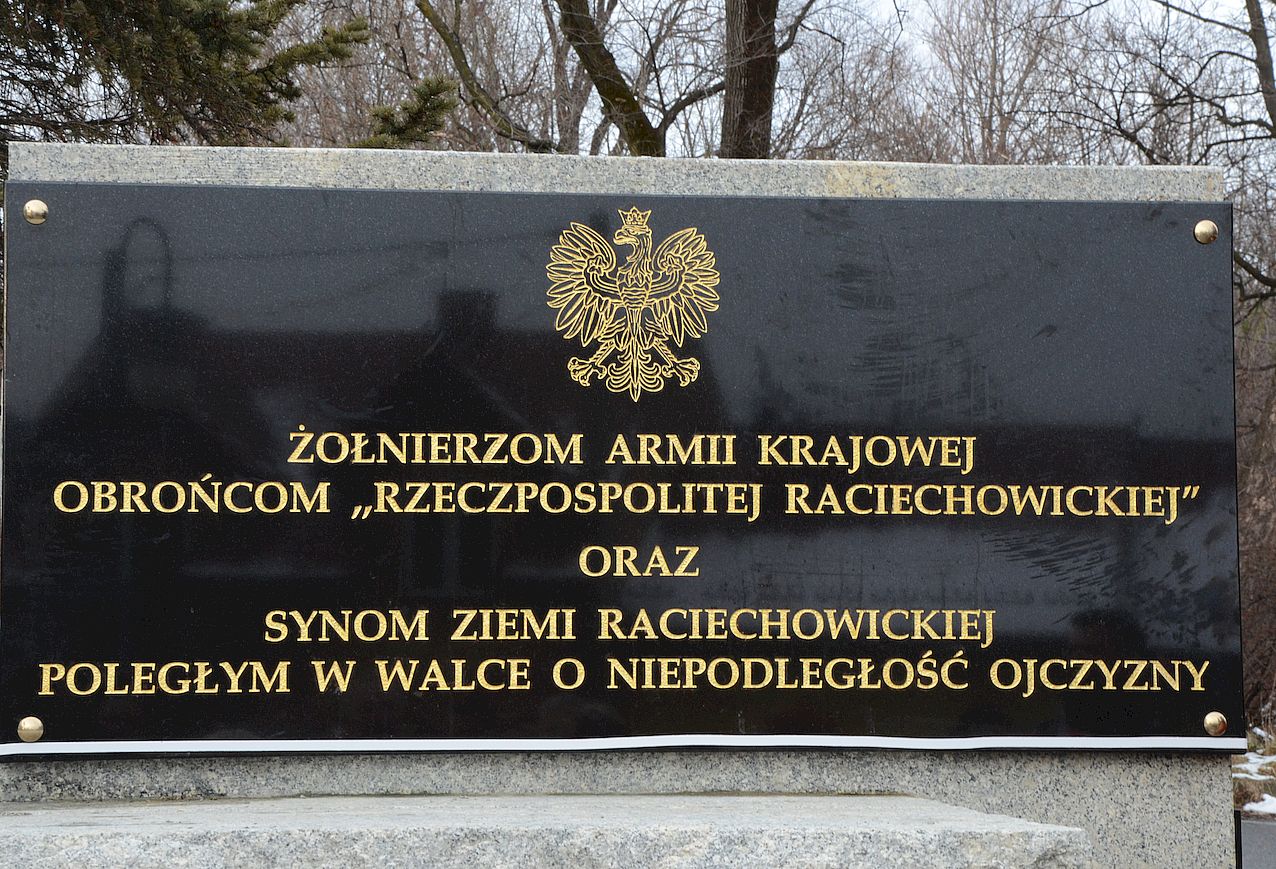 ŻOŁNIERZOM ARMII KRAJOWEJ
OBROŃCOM „RZECZPOSPOLITEJ RACIECHOWICKIEJ”
ORAZ
SYNOM ZIEMI RACIECHOWICKIEJ
POLEGŁYM W WALCE O NIEPODLEGŁOŚĆ OJCZYZNY